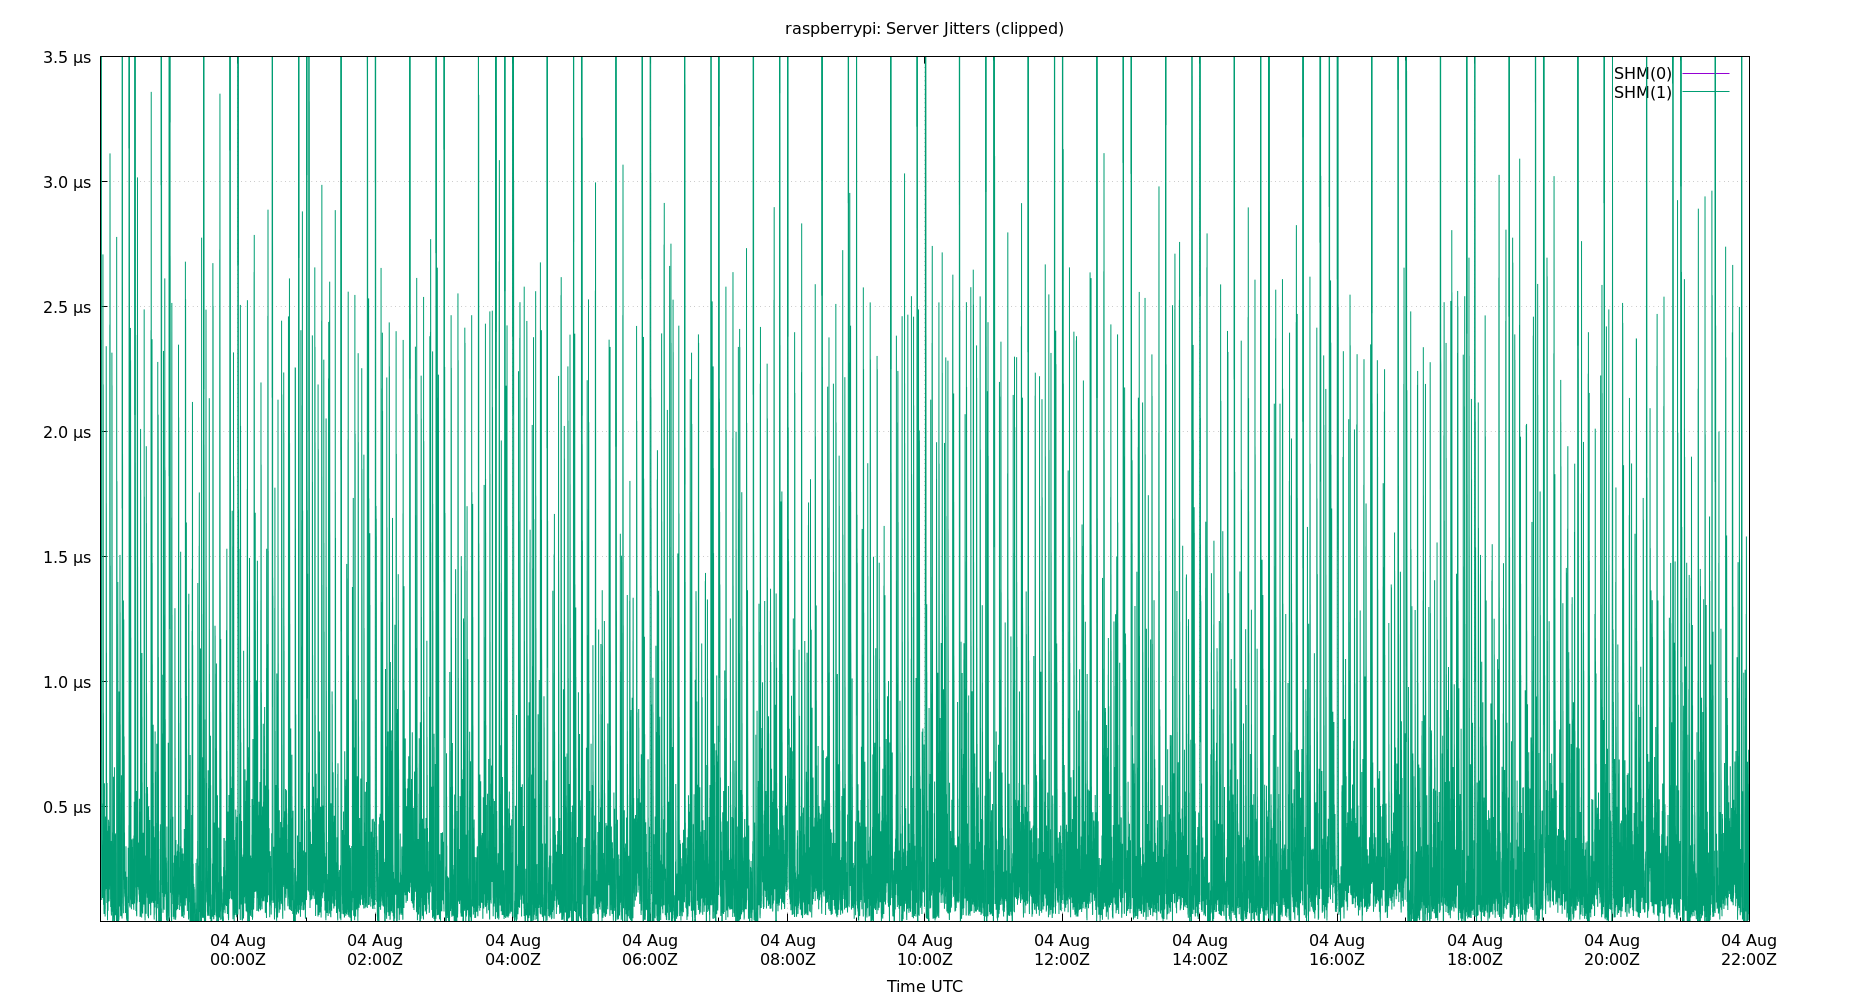 raspberrypi: Server Jitters (clipped)
3.5 µs
SHM(0)
SHM(1)
3.0 µs
2.5 µs
2.0 µs
1.5 µs
1.0 µs
0.5 µs
04 Aug 04 Aug 04 Aug 04 Aug 04 Aug 04 Aug 04 Aug 04 Aug 04 Aug 04 Aug 04 Aug 04 Aug
00:00Z 02:00Z 04:00Z 06:00Z 08:00Z 10:00Z 12:00Z 14:00Z 16:00Z 18:00Z 20:00Z 22:00Z
Time UTC